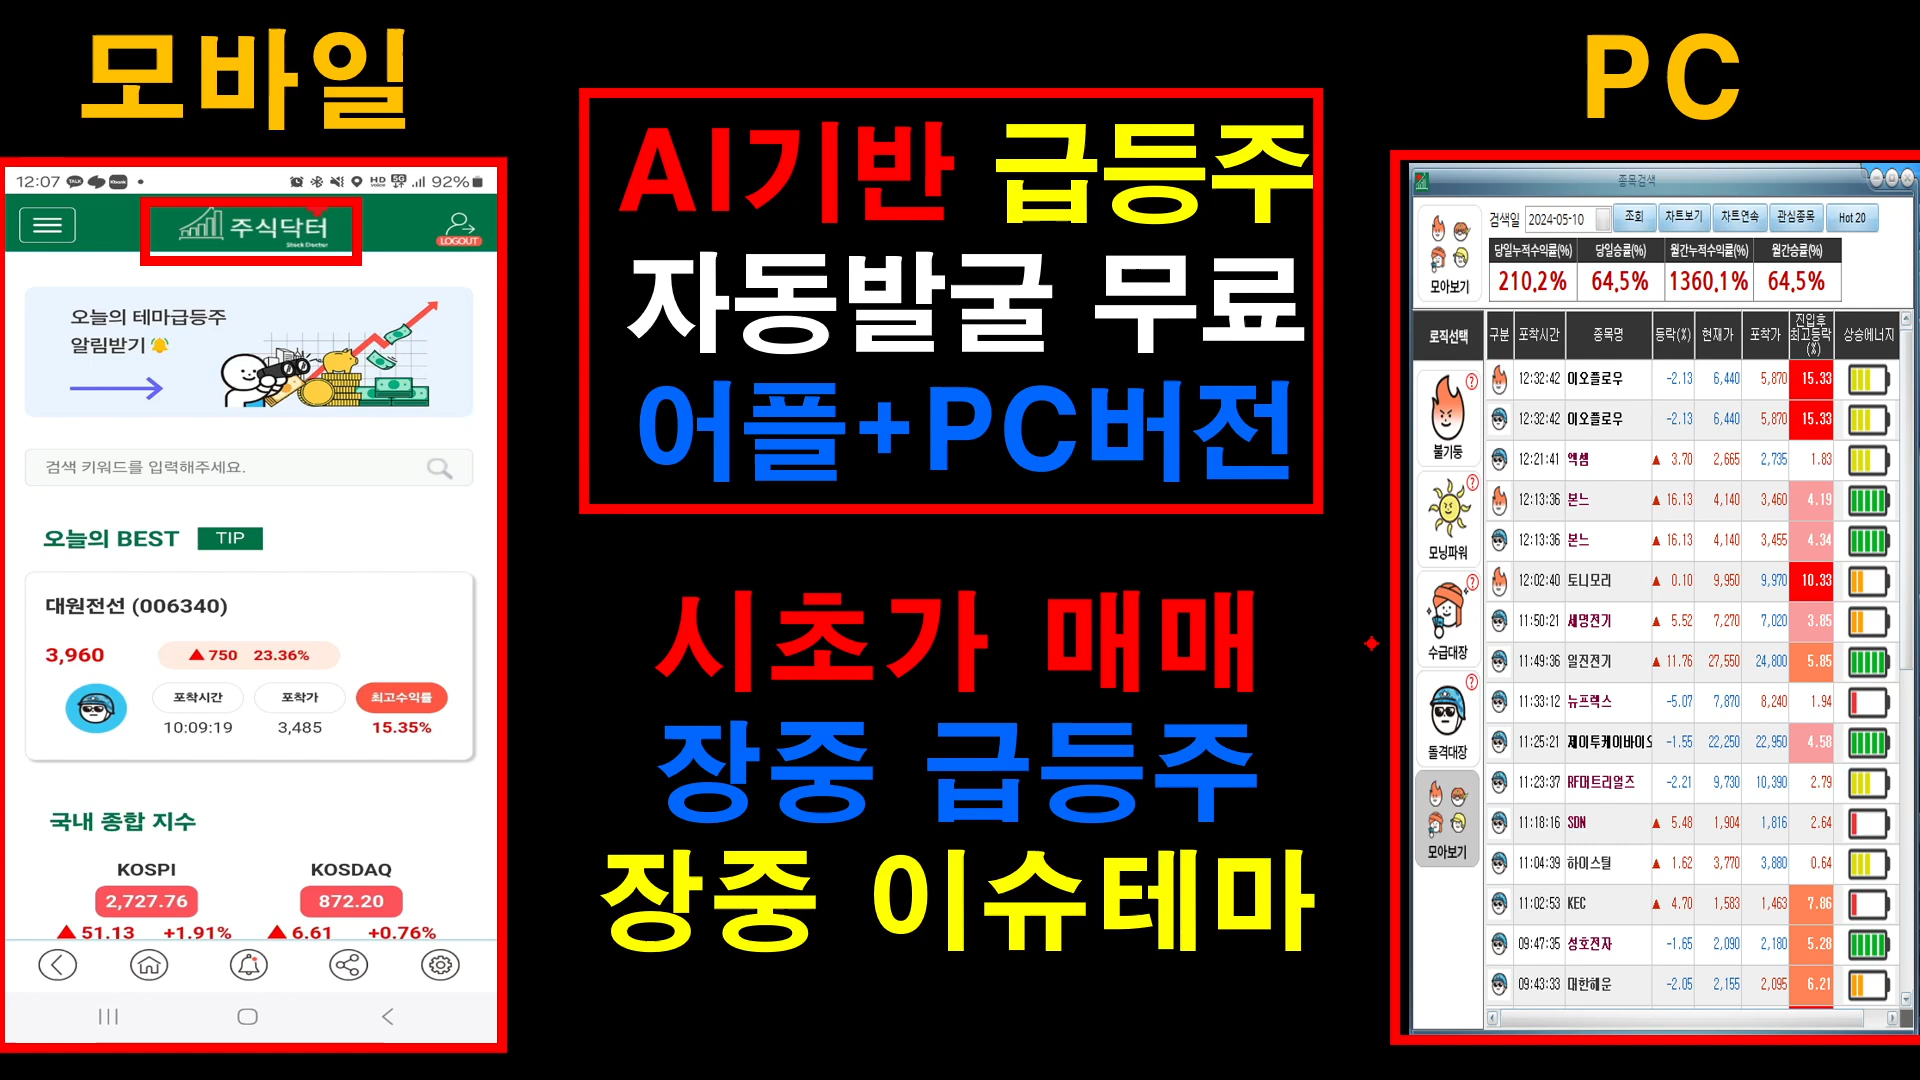 모바일
PC
AI기반 급등주
자동발굴 무료
어플+PC버전
시초가 매매
장중 급등주
장중 이슈테마
12:07 TALK Kbank HD VOICE 5G 92%
주식닥터
Stock Doctor
LOGOUT
오늘의 테마급등주
알림받기
검색 키워드를 입력해주세요.
오늘의 BEST TIP
대원전선 (006340)
3,960 ▲ 750 23.36%
포착시간 포착가 최고수익률
10:09:19 3,485 15.35%
국내 종합 지수
KOSPI KOSDAQ
2,727.76 872.20
▲ 51.13 +1.91% ▲ 6.61 +0.76%
종목검색
검색일 2024-05-10 조회 차트보기 차트연속 관심종목 Hot 20
당일누적수익률(%) 당일승률(%) 월간누적수익률(%) 월간승률(%)
210,2% 64,5% 1360,1% 64,5%
모아보기
로직선택
불기둥
모닝파워
수급대장
돌격대장
모아보기
구분 포착시간 종목명 등락(%) 현재가 포착가 진입후 최고등락 (%) 상승에너지
12:32:42 이오플로우 -2.13 6,440 5,870 15.33
12:32:42 이오플로우 -2.13 6,440 5,870 15.33
12:21:41 엑셈 ▲ 3.70 2,665 2,735 1.83
12:13:36 본느 ▲ 16.13 4,140 3,460 4.19
12:13:36 본느 ▲ 16.13 4,140 3,455 4.34
12:02:40 토니모리 ▲ 0.10 9,950 9,970 10.33
11:50:21 세명전기 ▲ 5.52 7,270 7,020 3.85
11:49:36 일진전기 ▲ 11.76 27,550 24,800 5.85
11:33:12 뉴프렉스 -5.07 7,870 8,240 1.94
11:25:21 제이투케이바이오 -1.55 22,250 22,950 4.58
11:23:37 RF머트리얼즈 -2.21 9,730 10,390 2.79
11:18:16 SDN ▲ 5.48 1,904 1,816 2.64
11:04:39 하이스틸 ▲ 1.62 3,770 3,880 0.64
11:02:53 KEC ▲ 4.70 1,583 1,463 7.86
09:47:35 성호전자 -1.65 2,090 2,180 5.28
09:43:33 대한해운 -2.05 2,155 2,095 6.21